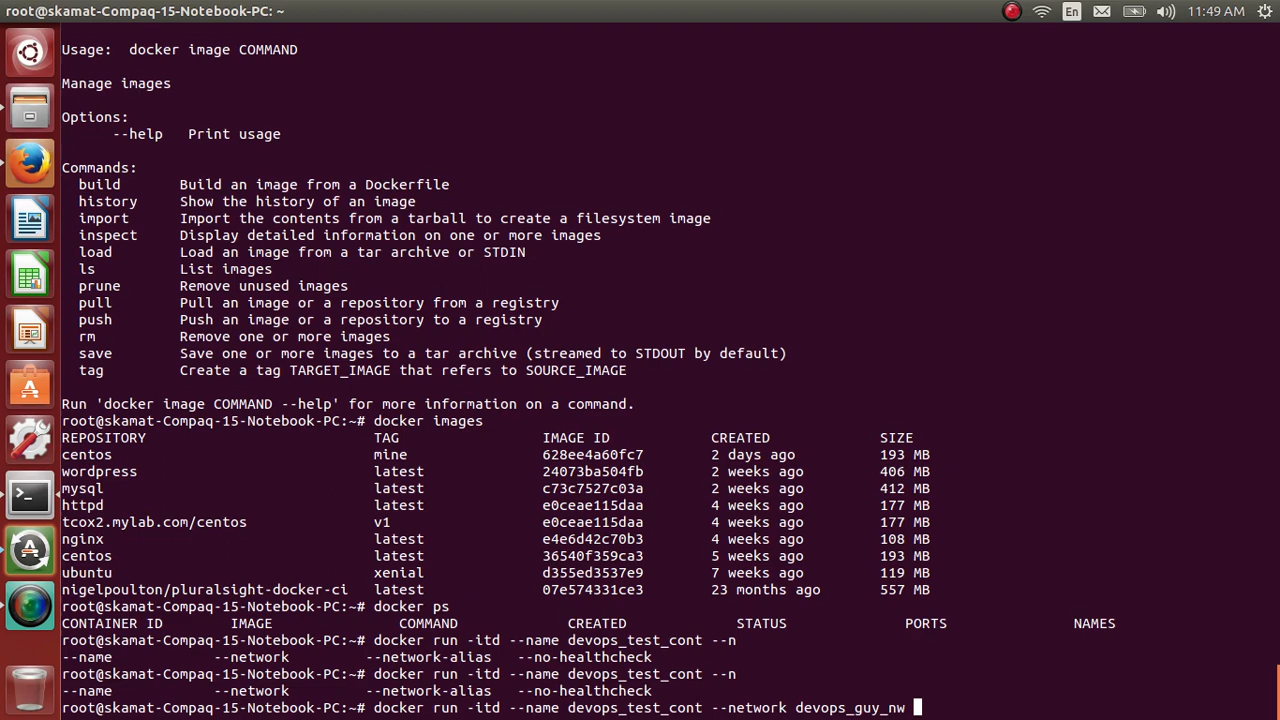 root@skamat-Compaq-15-Notebook-PC: ~
En
11:49 AM
Usage:  docker image COMMAND
Manage images
Options:
      --help   Print usage
Commands:
  build       Build an image from a Dockerfile
  history     Show the history of an image
  import      Import the contents from a tarball to create a filesystem image
  inspect     Display detailed information on one or more images
  load        Load an image from a tar archive or STDIN
  ls          List images
  prune       Remove unused images
  pull        Pull an image or a repository from a registry
  push        Push an image or a repository to a registry
  rm          Remove one or more images
  save        Save one or more images to a tar archive (streamed to STDOUT by default)
  tag         Create a tag TARGET_IMAGE that refers to SOURCE_IMAGE
Run 'docker image COMMAND --help' for more information on a command.
root@skamat-Compaq-15-Notebook-PC:~# docker images
REPOSITORY                           TAG                 IMAGE ID            CREATED             SIZE
centos                               mine                628ee4a60fc7        2 days ago          193 MB
wordpress                            latest              24073ba504fb        2 weeks ago         406 MB
mysql                                latest              c73c7527c03a        2 weeks ago         412 MB
httpd                                latest              e0ceae115daa        4 weeks ago         177 MB
tcox2.mylab.com/centos               v1                  e0ceae115daa        4 weeks ago         177 MB
nginx                                latest              e4e6d42c70b3        4 weeks ago         108 MB
centos                               latest              36540f359ca3        5 weeks ago         193 MB
ubuntu                               xenial              d355ed3537e9        7 weeks ago         119 MB
nigelpoulton/pluralsight-docker-ci   latest              07e574331ce3        23 months ago       557 MB
root@skamat-Compaq-15-Notebook-PC:~# docker ps
CONTAINER ID        IMAGE               COMMAND             CREATED             STATUS              PORTS               NAMES
root@skamat-Compaq-15-Notebook-PC:~# docker run -itd --name devops_test_cont --n
--name            --network         --network-alias   --no-healthcheck
root@skamat-Compaq-15-Notebook-PC:~# docker run -itd --name devops_test_cont --n
--name            --network         --network-alias   --no-healthcheck
root@skamat-Compaq-15-Notebook-PC:~# docker run -itd --name devops_test_cont --network devops_guy_nw